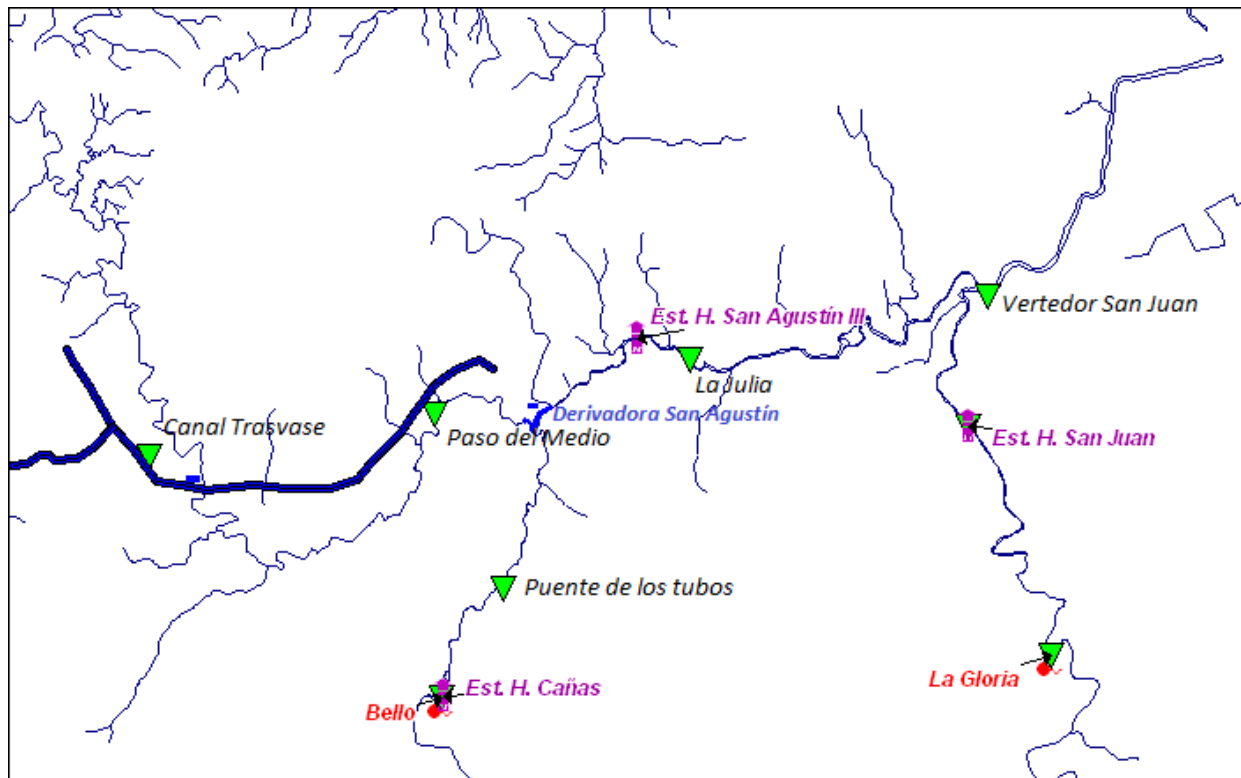 Est. H. San Agustín III
Vertedor San Juan
La Julia
Derivadora San Agustín
Canal Trasvase
Paso del Medio
Est. H. San Juan
Puente de los tubos
La Gloria
Est. H. Cañas
Bello